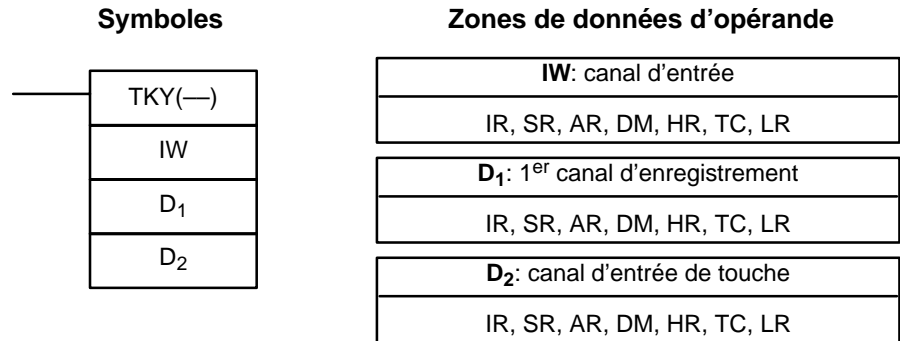 Symboles
TKY(––)
IW
D1
D2
Zones de données d’opérande
IW: canal d’entrée
IR, SR, AR, DM, HR, TC, LR
D1: 1er canal d’enregistrement
IR, SR, AR, DM, HR, TC, LR
D2: canal d’entrée de touche
IR, SR, AR, DM, HR, TC, LR